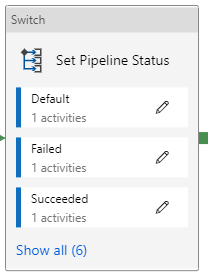 Switch
Set Pipeline Status
Default
1 activities
Failed
1 activities
Succeeded
1 activities
Show all (6)